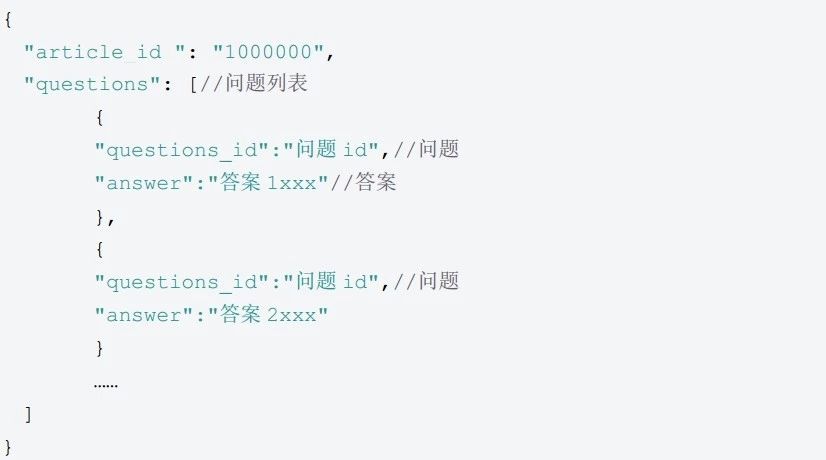 {
"article_id ": "1000000",
"questions": [//问题列表
{
"questions_id":"问题 id",//问题
"answer":"答案 1xxx"//答案
},
{
"questions_id":"问题 id",//问题
"answer":"答案 2xxx"
}
……
]
}